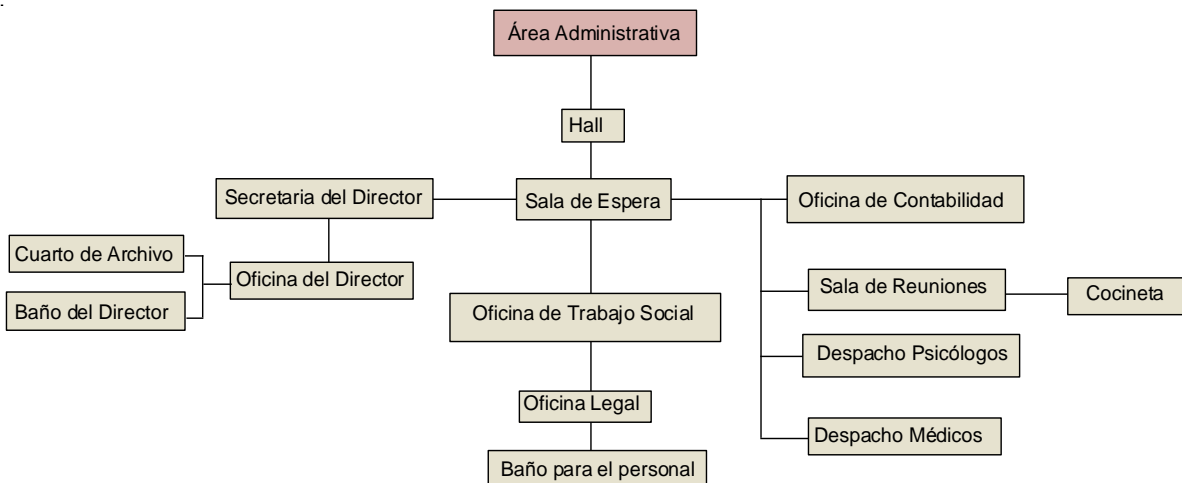 Área Administrativa
Hall
Secretaria del Director
Sala de Espera
Oficina de Contabilidad
Cuarto de Archivo
Oficina del Director
Baño del Director
Oficina de Trabajo Social
Sala de Reuniones
Cocineta
Despacho Psicólogos
Oficina Legal
Despacho Médicos
Baño para el personal